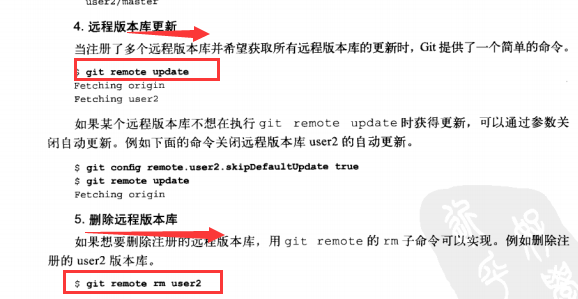 user2/master
4. 远程版本库更新
当注册了多个远程版本库并希望获取所有远程版本库的更新时，Git 提供了一个简单的命令。
$ git remote update
Fetching origin
Fetching user2
如果某个远程版本库不想在执行 git remote update 时获得更新，可以通过参数关
闭自动更新。例如下面的命令关闭远程版本库 user2 的自动更新。
$ git config remote.user2.skipDefaultUpdate true
$ git remote update
Fetching origin
5. 删除远程版本库
如果想要删除注册的远程版本库，用 git remote 的 rm 子命令可以实现。例如删除注
册的 user2 版本库。
$ git remote rm user2